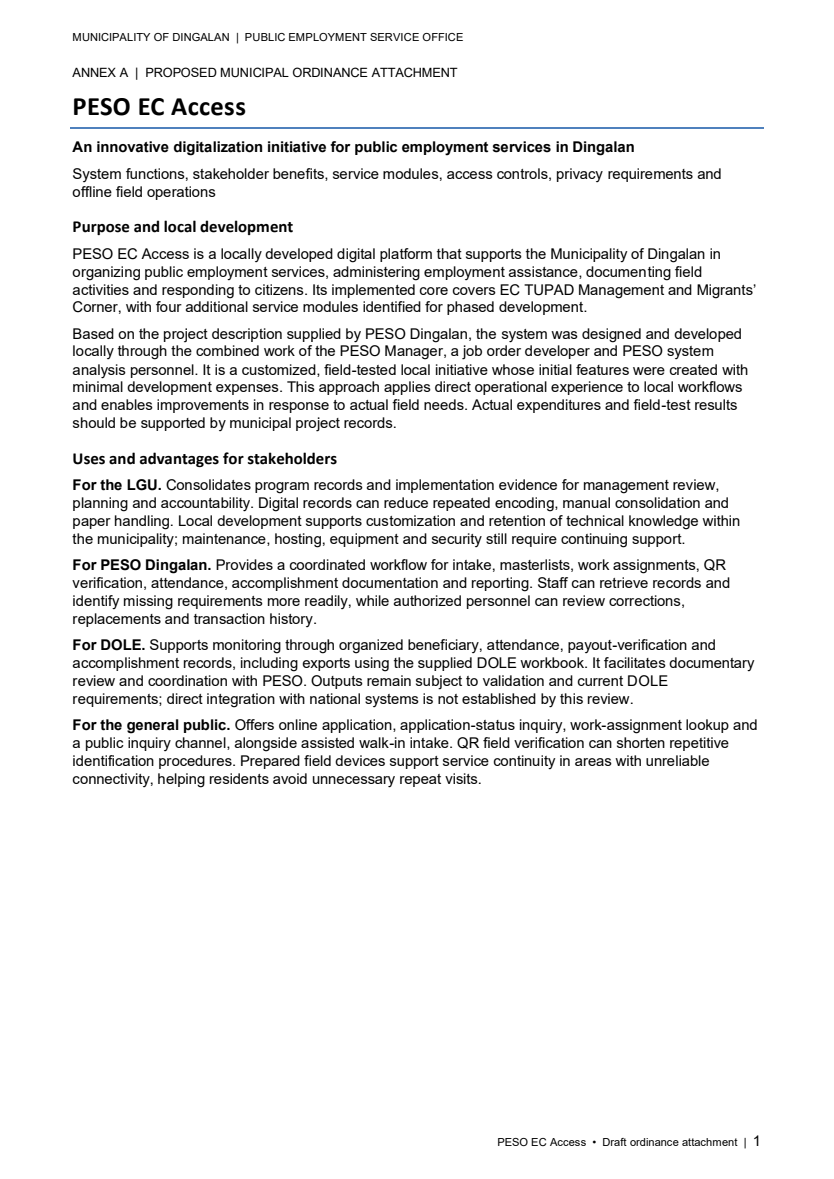 MUNICIPALITY OF DINGALAN | PUBLIC EMPLOYMENT SERVICE OFFICE
ANNEX A | PROPOSED MUNICIPAL ORDINANCE ATTACHMENT
PESO EC Access
An innovative digitalization initiative for public employment services in Dingalan
System functions, stakeholder benefits, service modules, access controls, privacy requirements and
offline field operations
Purpose and local development
PESO EC Access is a locally developed digital platform that supports the Municipality of Dingalan in
organizing public employment services, administering employment assistance, documenting field
activities and responding to citizens. Its implemented core covers EC TUPAD Management and Migrants’
Corner, with four additional service modules identified for phased development.
Based on the project description supplied by PESO Dingalan, the system was designed and developed
locally through the combined work of the PESO Manager, a job order developer and PESO system
analysis personnel. It is a customized, field-tested local initiative whose initial features were created with
minimal development expenses. This approach applies direct operational experience to local workflows
and enables improvements in response to actual field needs. Actual expenditures and field-test results
should be supported by municipal project records.
Uses and advantages for stakeholders
For the LGU. Consolidates program records and implementation evidence for management review,
planning and accountability. Digital records can reduce repeated encoding, manual consolidation and
paper handling. Local development supports customization and retention of technical knowledge within
the municipality; maintenance, hosting, equipment and security still require continuing support.
For PESO Dingalan. Provides a coordinated workflow for intake, masterlists, work assignments, QR
verification, attendance, accomplishment documentation and reporting. Staff can retrieve records and
identify missing requirements more readily, while authorized personnel can review corrections,
replacements and transaction history.
For DOLE. Supports monitoring through organized beneficiary, attendance, payout-verification and
accomplishment records, including exports using the supplied DOLE workbook. It facilitates documentary
review and coordination with PESO. Outputs remain subject to validation and current DOLE
requirements; direct integration with national systems is not established by this review.
For the general public. Offers online application, application-status inquiry, work-assignment lookup and
a public inquiry channel, alongside assisted walk-in intake. QR field verification can shorten repetitive
identification procedures. Prepared field devices support service continuity in areas with unreliable
connectivity, helping residents avoid unnecessary repeat visits.
PESO EC Access • Draft ordinance attachment | 1